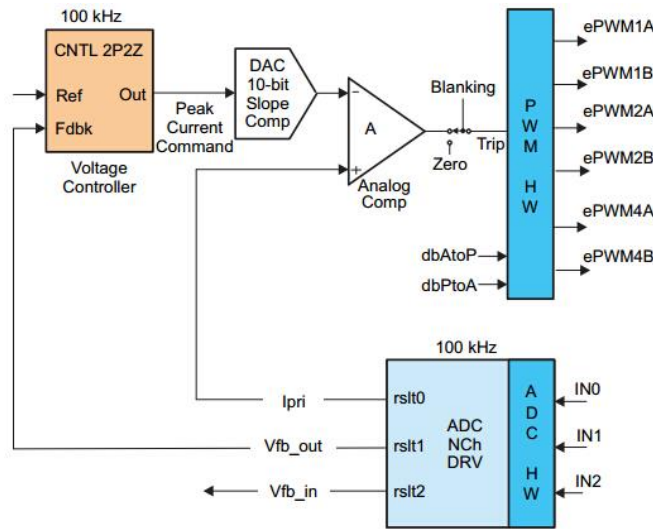 100 kHz
CNTL 2P2Z
Ref
Out
Fdbk
Voltage
Controller
Peak
Current
Command
DAC
10-bit
Slope
Comp
−
A
+
Analog
Comp
Blanking
Zero
Trip
P
W
M
H
W
dbAtoP
dbPtoA
ePWM1A
ePWM1B
ePWM2A
ePWM2B
ePWM4A
ePWM4B
100 kHz
Ipri
rslt0
Vfb_out
rslt1
Vfb_in
rslt2
ADC
NCh
DRV
A
D
C
H
W
IN0
IN1
IN2